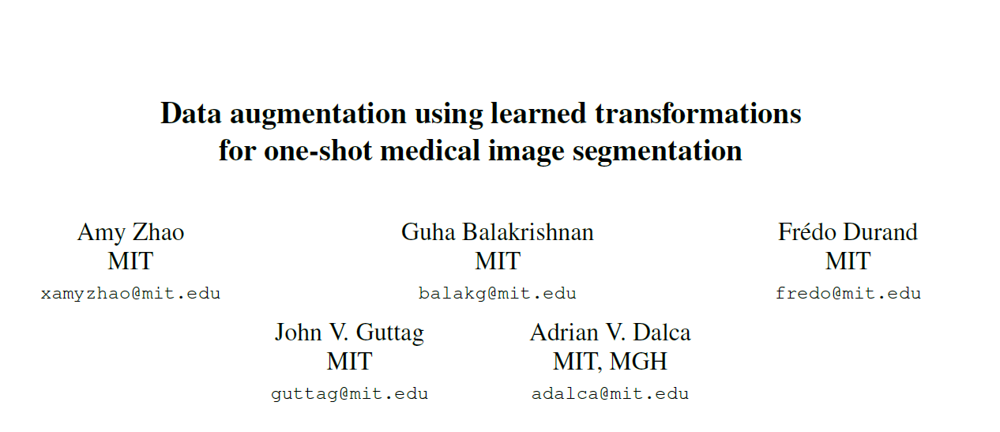 Data augmentation using learned transformations
for one-shot medical image segmentation
Amy Zhao
MIT
xamyzhao@mit.edu
Guha Balakrishnan
MIT
balakg@mit.edu
Frédo Durand
MIT
fredo@mit.edu
John V. Guttag
MIT
guttag@mit.edu
Adrian V. Dalca
MIT, MGH
adalca@mit.edu